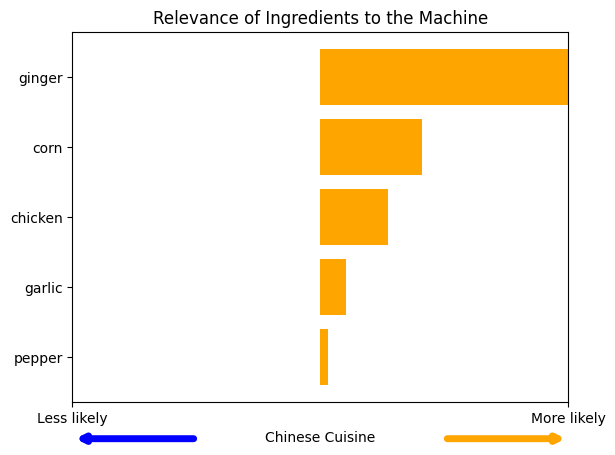 Relevance of Ingredients to the Machine
ginger
corn
chicken
garlic
pepper
Less likely
More likely
Chinese Cuisine